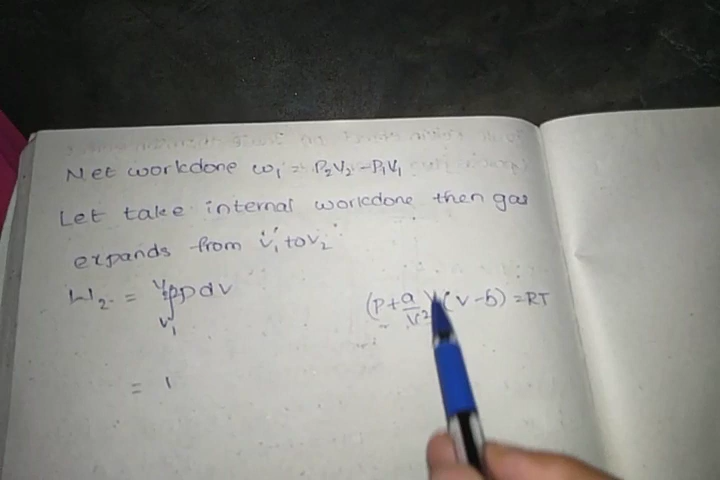 Net workdone w₁ = P₂V₂ - P₁V₁
Let take internal workdone then gas
expands from V₁ to V₂
W₂ = ∫ᵥ₁ⱽ² p dv
(P + a/V²)(V - b) = RT
=